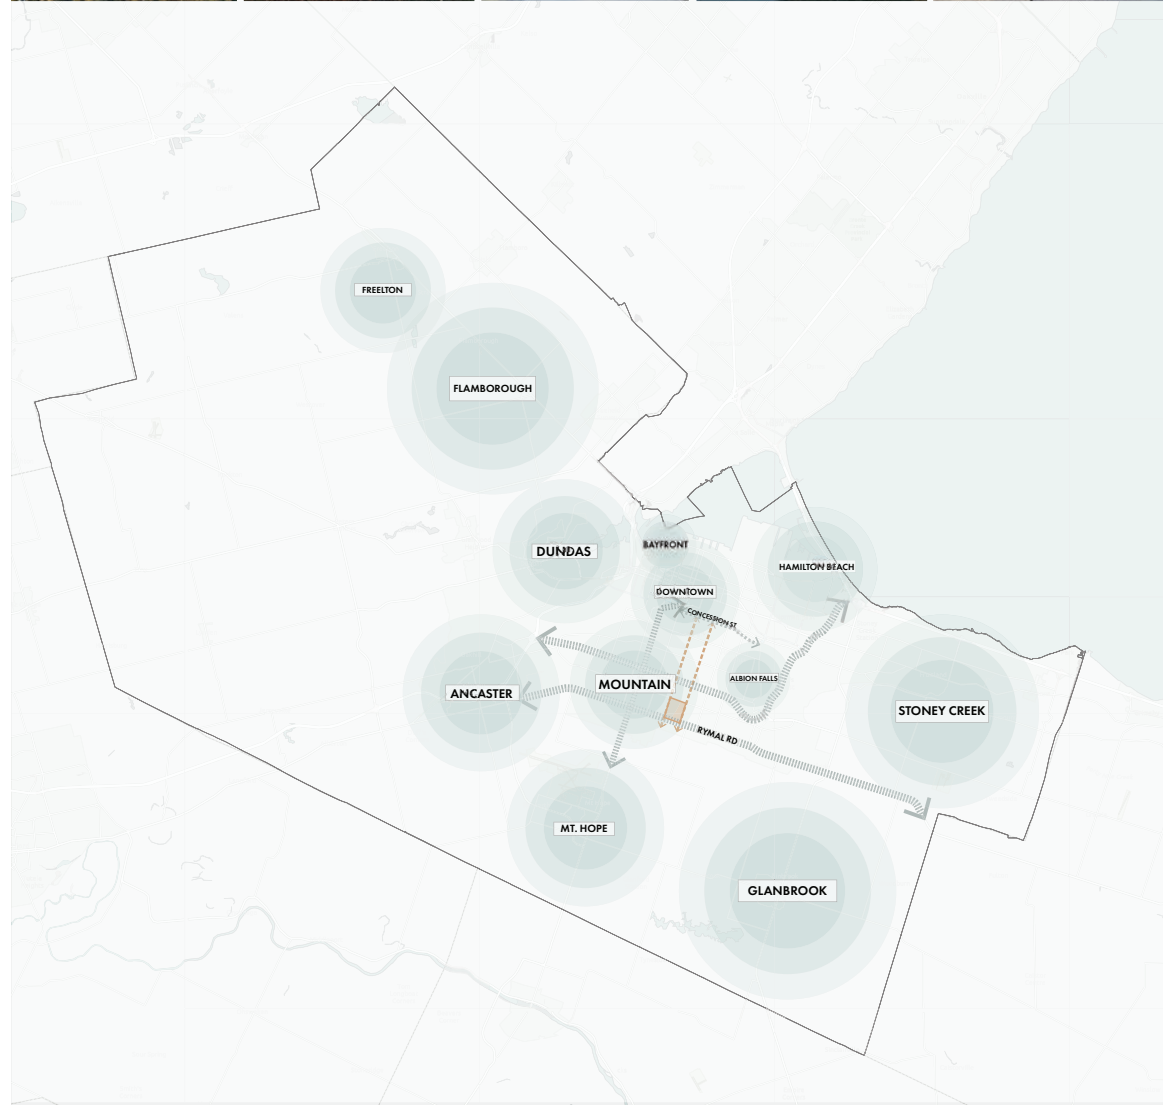 FREELTON
FLAMBOROUGH
DUNDAS
BAYFRONT
HAMILTON BEACH
DOWNTOWN
CONCESSION ST
ALBION FALLS
MOUNTAIN
ANCASTER
STONEY CREEK
RYMAL RD
MT. HOPE
GLANBROOK